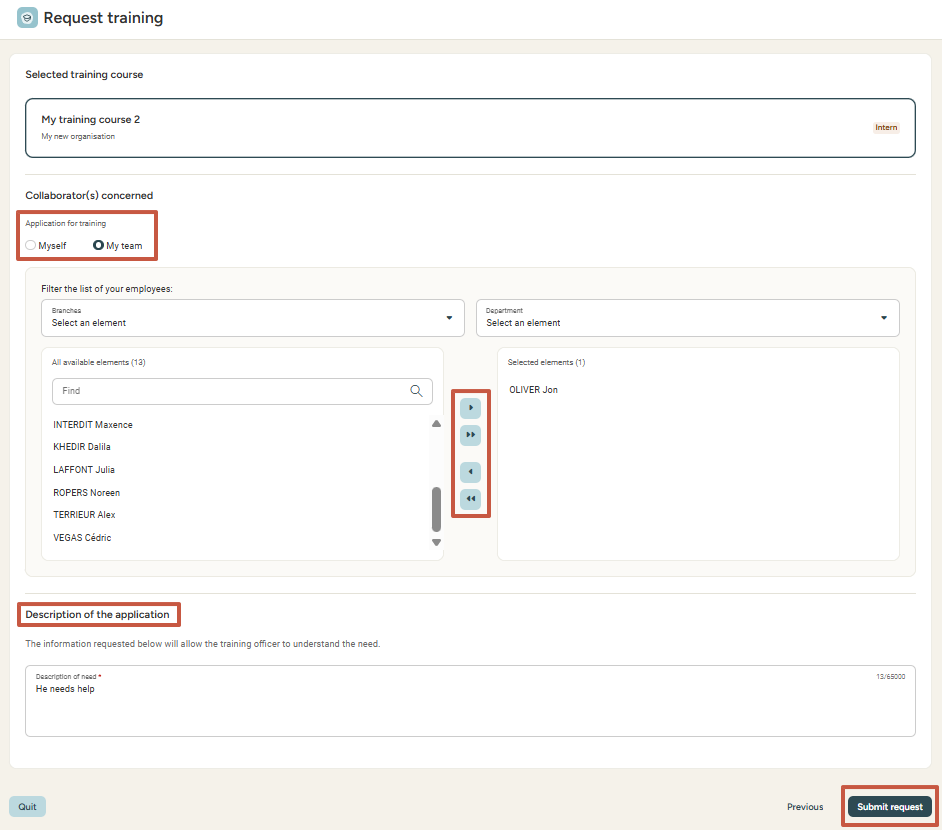 Request training
Selected training course
My training course 2
My new organisation
Intern
Collaborator(s) concerned
Application for training
Myself
My team
Filter the list of your employees:
Branches
Select an element
Department
Select an element
All available elements (13)
Find
INTERDIT Maxence
KHEDIR Dalila
LAFFONT Julia
ROPERS Noreen
TERRIEUR Alex
VEGAS Cédric
Selected elements (1)
OLIVER Jon
Description of the application
The information requested below will allow the training officer to understand the need.
Description of need *
13/65000
He needs help
Quit
Previous
Submit request